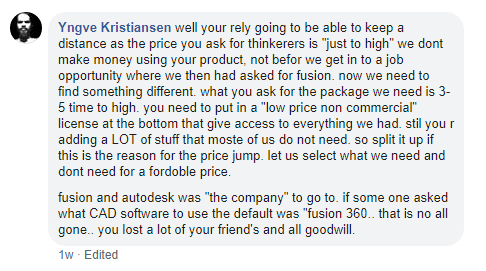 Yngve Kristiansen well your rely going to be able to keep a
distance as the price you ask for thinkerers is "just to high" we dont
make money using your product, not befor we get in to a job
opportunity where we then had asked for fusion. now we need to
find something different. what you ask for the package we need is 3-
5 time to high. you need to put in a "low price non commercial"
license at the bottom that give access to everything we had. stil you r
adding a LOT of stuff that moste of us do not need. so split it up if
this is the reason for the price jump. let us select what we need and
dont need for a fordoble price.
fusion and autodesk was "the company" to go to. if some one asked
what CAD software to use the default was "fusion 360.. that is no all
gone.. you lost a lot of your friend's and all goodwill.
1w · Edited